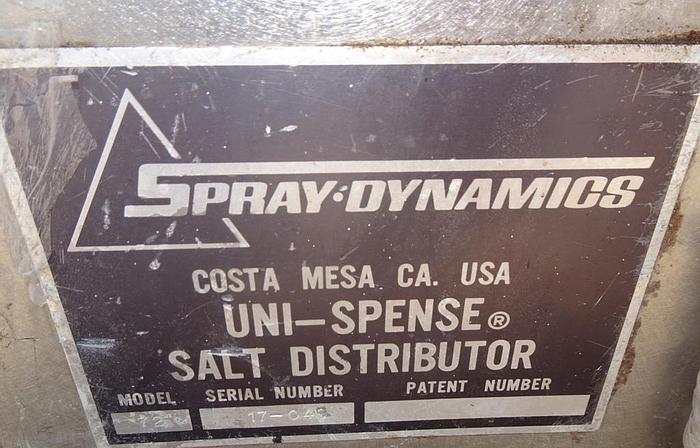 SPRAY·DYNAMICS
COSTA MESA CA. USA
UNI-SPENSE®
SALT DISTRIBUTOR
MODEL SERIAL NUMBER PATENT NUMBER